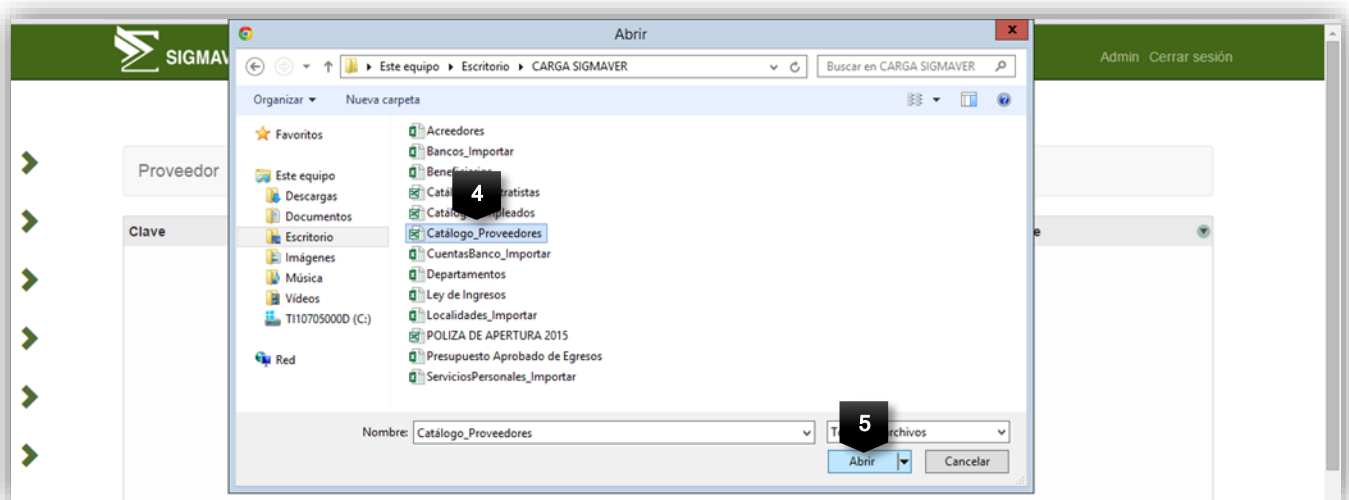 Abrir
SIGMAV
Admin Cerrar sesión
Este equipo Escritorio CARGA SIGMAVER
Buscar en CARGA SIGMAVER
Organizar Nueva carpeta
Favoritos
Este equipo
Descargas
Documentos
Escritorio
Imágenes
Música
Vídeos
TI10705000D (C:)
Red
Acreedores
Bancos_Importar
4
Catálogo_Proveedores
CuentasBanco_Importar
Departamentos
Ley de Ingresos
Localidades_Importar
POLIZA DE APERTURA 2015
Presupuesto Aprobado de Egresos
ServiciosPersonales_Importar
Proveedor
Clave
e
Nombre: Catálogo_Proveedores
5
Abrir Cancelar